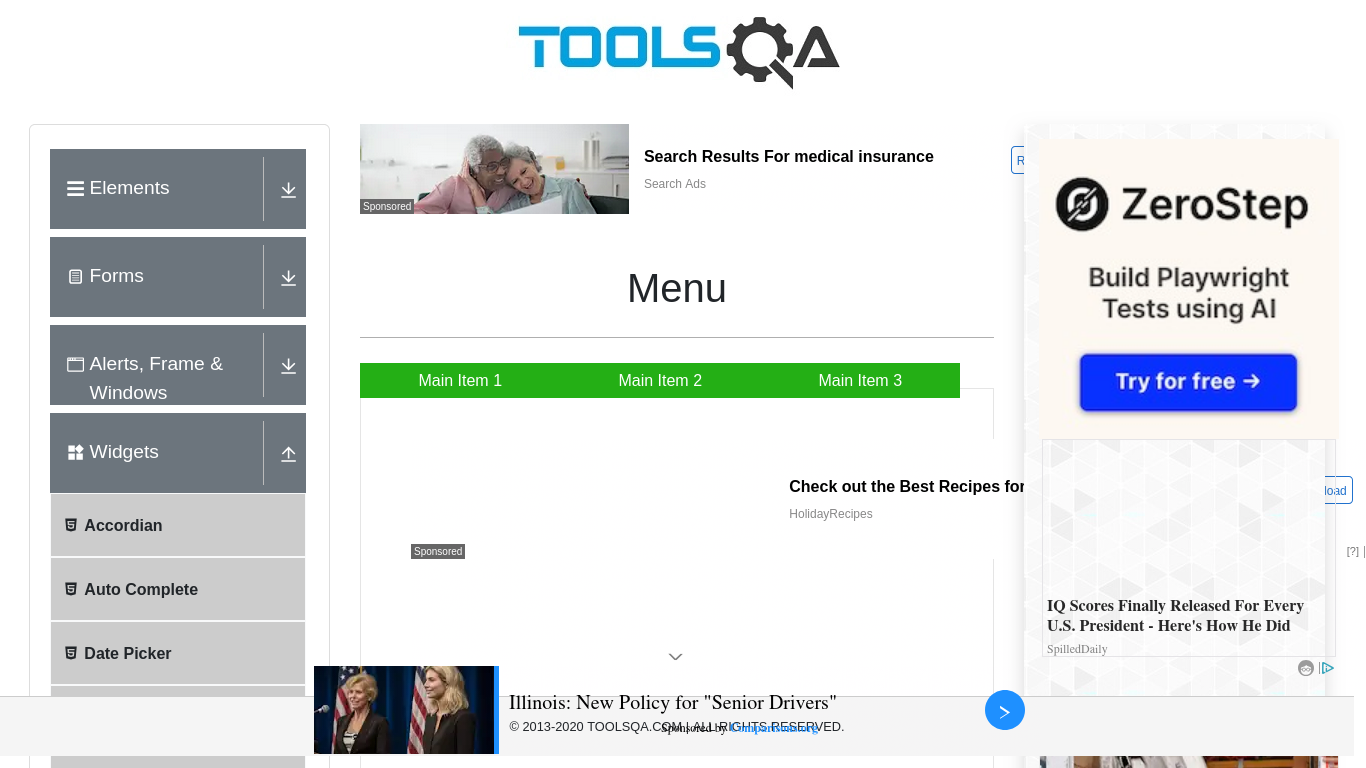 TOOLSQA
Elements
Forms
Alerts, Frame &
Windows
Widgets
Accordian
Auto Complete
Date Picker
Sponsored
Search Results For medical insurance
Search Ads
R
Menu
Main Item 1
Main Item 2
Main Item 3
Check out the Best Recipes for
HolidayRecipes
Sponsored
load
[?]
ZeroStep
Build Playwright
Tests using AI
Try for free →
IQ Scores Finally Released For Every
U.S. President - Here's How He Did
SpilledDaily
Illinois: New Policy for "Senior Drivers"
© 2013-2020 TOOLSQA.COM | ALL RIGHTS RESERVED.
Sponsored by Comparisons.org